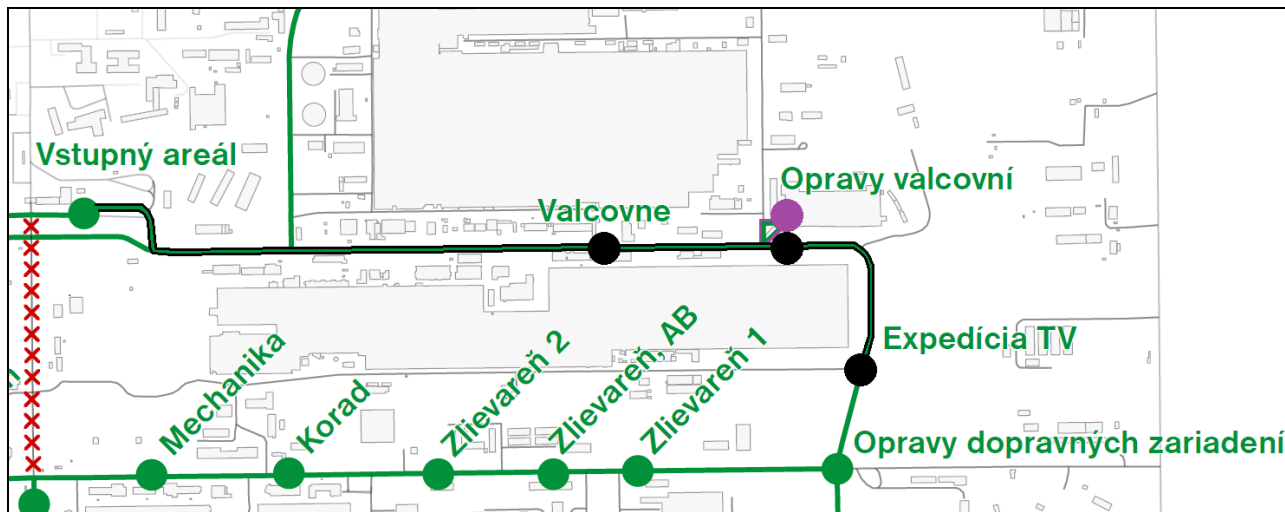 Vstupný areál
Opravy valcovní
Valcovne
Expedícia TV
Mechanika
Korad
Zlievareň 2
Zlievareň, AB
Zlievareň 1
Opravy dopravných zariadení